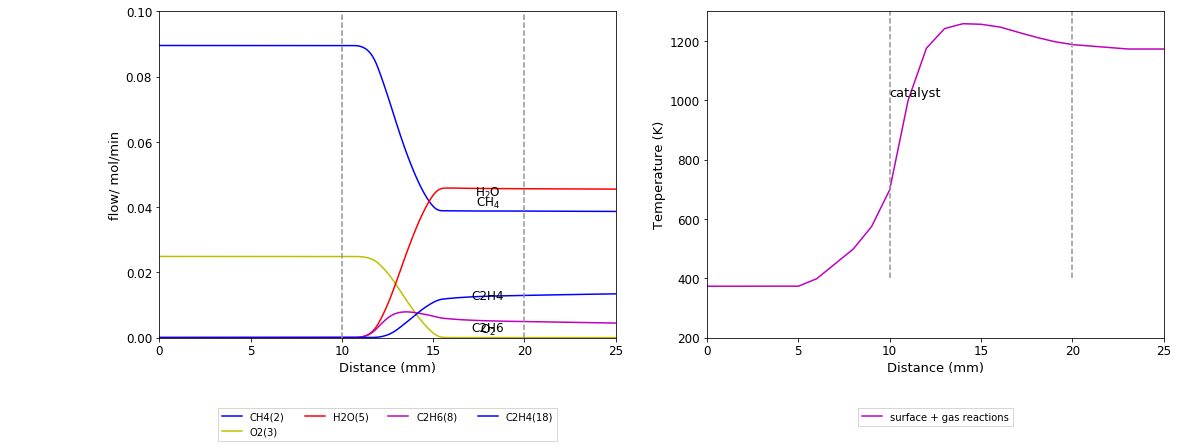 0.10
0.08
0.06
0.04
0.02
0.00
flow/ mol/min
H₂O
CH₄
C2H4
C2H6
O₂
0 5 10 15 20 25
Distance (mm)
CH4(2) H2O(5) C2H6(8) C2H4(18)
O2(3)
1200
1000
800
600
400
200
Temperature (K)
catalyst
0 5 10 15 20 25
Distance (mm)
surface + gas reactions